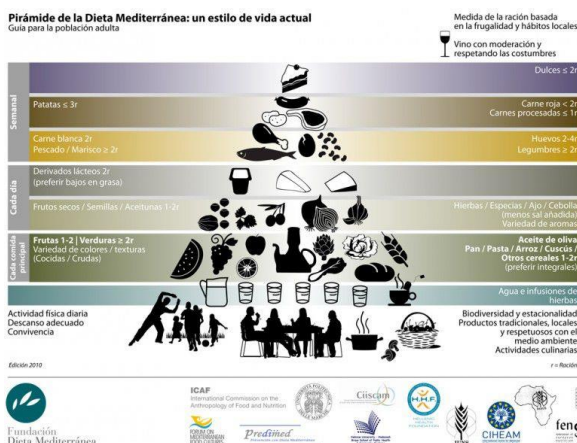 Pirámide de la Dieta Mediterránea: un estilo de vida actual
Guía para la población adulta
Medida de la ración basada
en la frugalidad y hábitos locales
Vino con moderación y
respetando las costumbres
Semanal
Dulces ≤ 2r
Patatas ≤ 3r
Carne roja < 2r
Carnes procesadas ≤ 1r
Carne blanca 2r
Pescado / Marisco ≥ 2r
Huevos 2-4r
Legumbres ≥ 2r
Cada día
Derivados lácteos 2r
(preferir bajos en grasa)
Frutos secos / Semillas / Aceitunas 1-2r
Hierbas / Especias / Ajo / Cebolla
(menos sal añadida)
Variedad de aromas
Cada comida
principal
Frutas 1-2 | Verduras ≥ 2r
Variedad de colores / texturas
(Cocidas / Crudas)
Aceite de oliva
Pan / Pasta / Arroz / Cuscús /
Otros cereales 1-2r
(preferir integrales)
Agua e infusiones de
hierbas
Actividad física diaria
Descanso adecuado
Convivencia
Biodiversidad y estacionalidad
Productos tradicionales, locales
y respetuosos con el
medio ambiente
Actividades culinarias
Edición 2010
r = Ración
Fundación
Dieta Mediterránea
ICAF
International Commission on the
Anthropology of Food and Nutrition
FORUM ON
MEDITERRANEAN
FOOD CULTURES
Predimed
Ciiscam
H.H.F.
CIHEAM